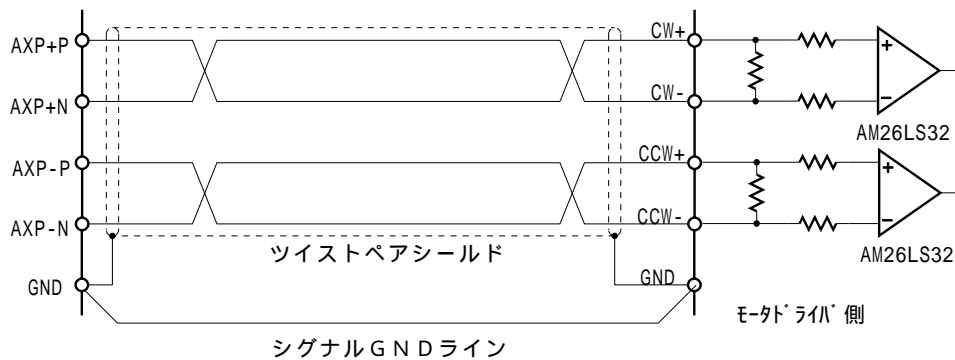 AXP+P
CW+
AXP+N
CW-
AM26LS32
AXP-P
CCW+
AXP-N
CCW-
AM26LS32
ツイストペアシールド
GND
GND
ﾓｰﾀﾄﾞﾗｲﾊﾞ側
シグナルＧＮＤライン